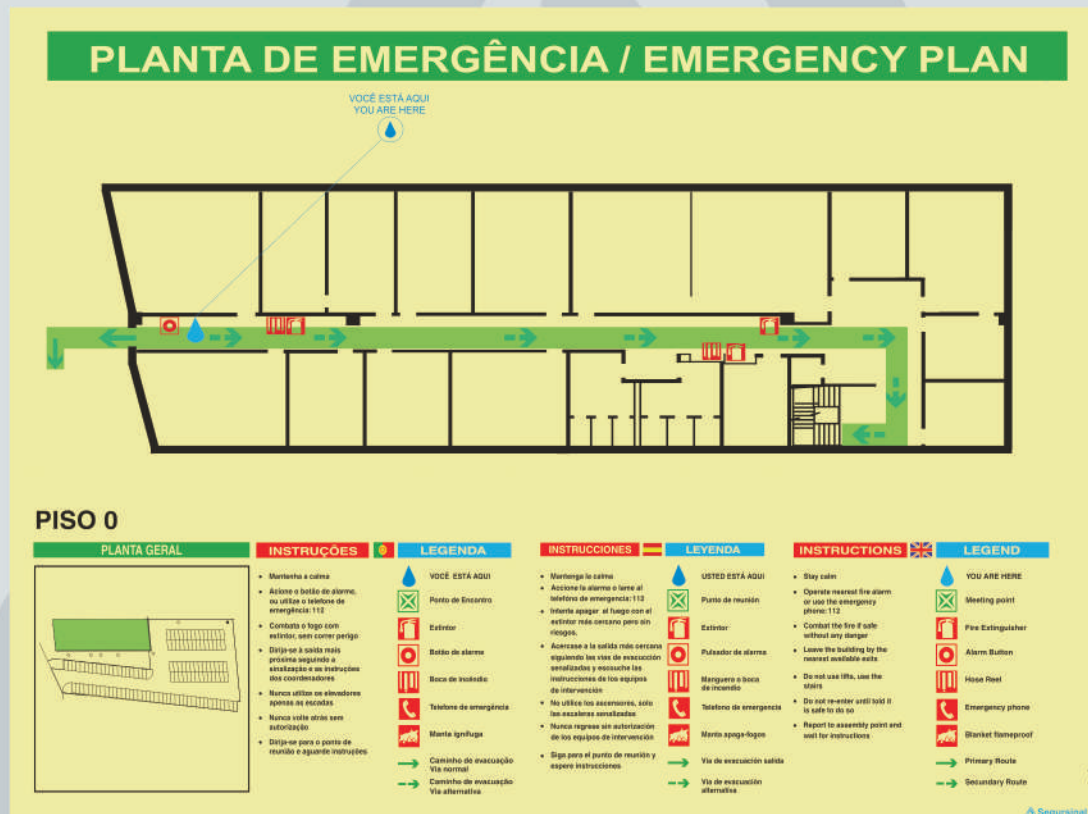 PLANTA DE EMERGÊNCIA / EMERGENCY PLAN
VOCÊ ESTÁ AQUI
YOU ARE HERE
PISO 0
PLANTA GERAL
INSTRUÇÕES
• Mantenha a calma
• Acione o botão de alarme,
ou utilize o telefone de
emergência: 112
• Combata o fogo com
extintor, sem correr perigo
• Dirija-se à saída mais
próxima seguindo a
sinalização e as instruções
dos coordenadores
• Nunca utilize os elevadores
apenas as escadas
• Nunca volte atrás sem
autorização
• Dirija-se para o ponto de
reunião e aguarde instruções
LEGENDA
VOCÊ ESTÁ AQUI
Ponto de Encontro
Extintor
Botão de alarme
Boca de incêndio
Telefone de emergência
Manta ignífuga
Caminho de evacuação
Via normal
Caminho de evacuação
Via alternativa
INSTRUCCIONES
• Mantenga la calma
• Accione la alarma o lame al
teléfono de emergencia: 112
• Intente apagar el fuego con el
extintor más cercano pero sin
riesgos.
• Acercase a la salida más cercana
siguiendo las vias de evacucción
senalizadas y escouche las
instrucciones de los equipos
de intervención
• No utilice los ascensores, solo
las escaleras senalizadas
• Nunca regrese sin autorización
de los equipos de intervención
• Siga para el punto de reunión y
espere instrucciones
LEYENDA
USTED ESTÁ AQUI
Punto de reunión
Extintor
Pulsador de alarma
Manguera o boca
de incendio
Telefono de emergencia
Manta apaga-fogos
Via de evacuación salida
Via de evacuación
alternativa
INSTRUCTIONS
• Stay calm
• Operate nearest fire alarm
or use the emergency
phone: 112
• Combat the fire if safe
without any danger
• Leave the building by the
nearest available exits
• Do not use lifts, use the
stairs
• Do not re-enter until told it
is safe to do so
• Report to assembly point and
wait for instructions
LEGEND
YOU ARE HERE
Meeting point
Fire Extinguisher
Alarm Button
Hose Reel
Emergency phone
Blanket flameproof
Primary Route
Secundary Route